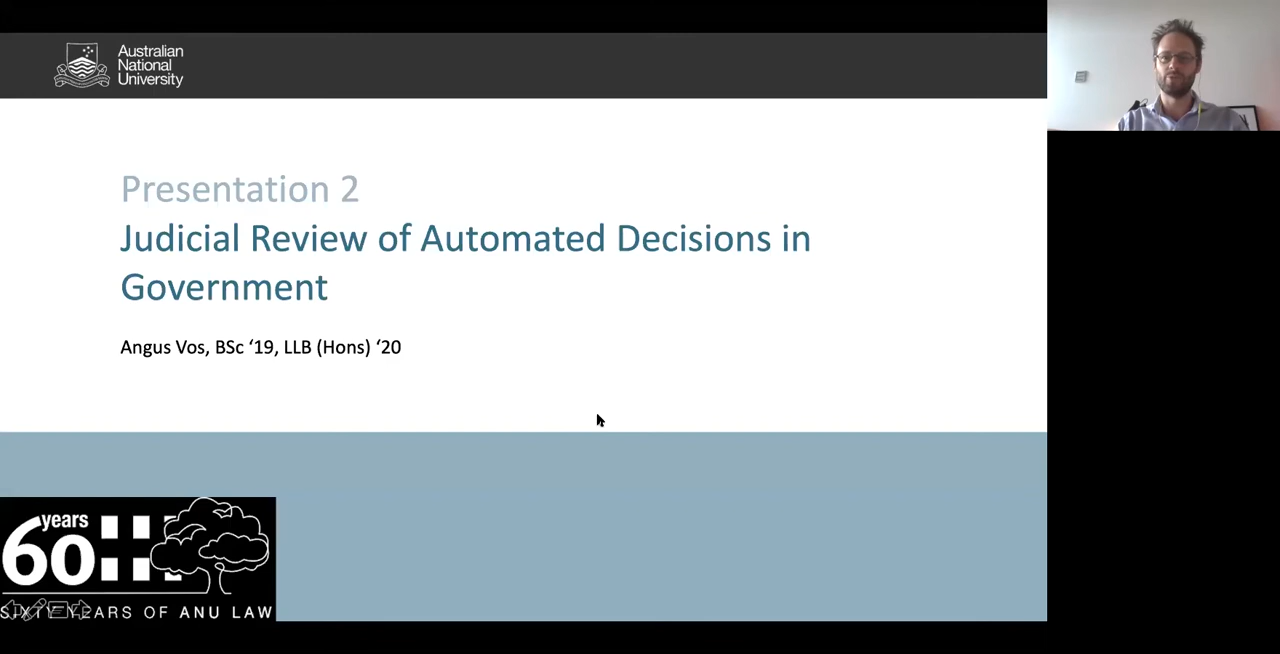 Australian
National
University
Presentation 2
Judicial Review of Automated Decisions in
Government
Angus Vos, BSc ‘19, LLB (Hons) ‘20
60 years
SIXTY YEARS OF ANU LAW